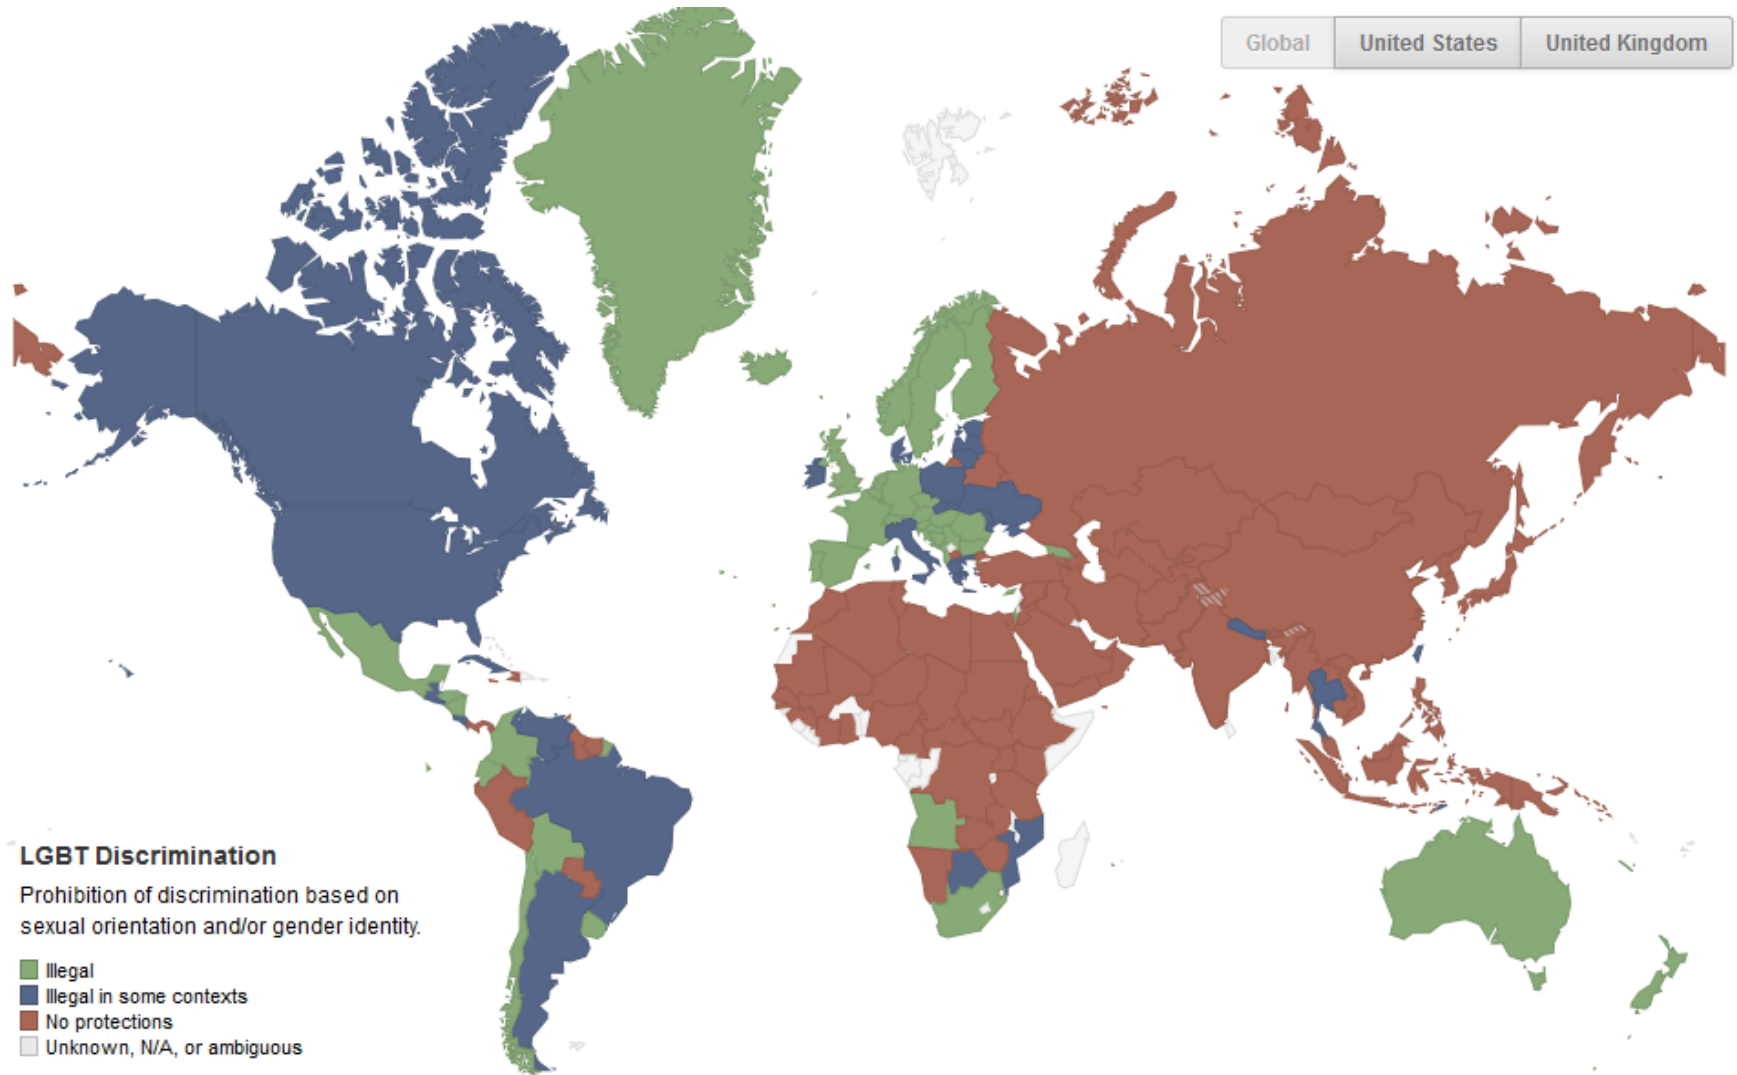 Global United States United Kingdom
LGBT Discrimination
Prohibition of discrimination based on
sexual orientation and/or gender identity.
Illegal
Illegal in some contexts
No protections
Unknown, N/A, or ambiguous